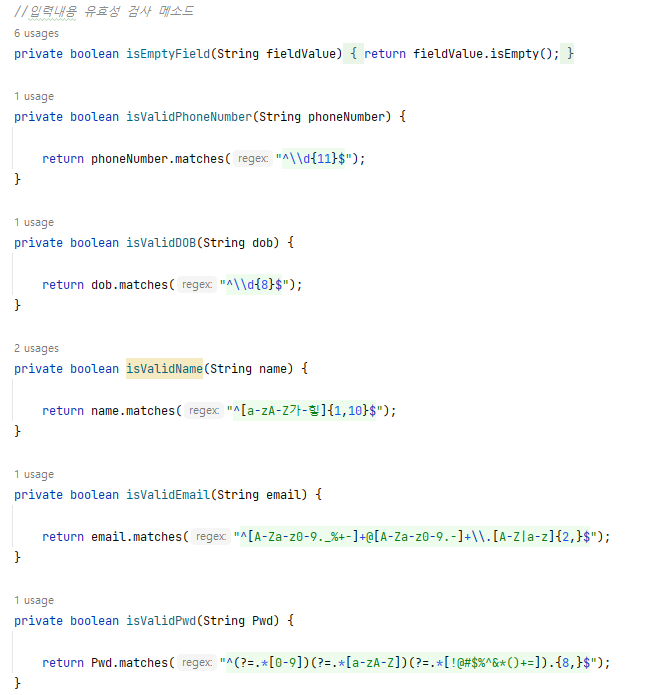 //입력내용 유효성 검사 메소드
6 usages
private boolean isEmptyField(String fieldValue) { return fieldValue.isEmpty(); }
1 usage
private boolean isValidPhoneNumber(String phoneNumber) {
return phoneNumber.matches( regex: "^\\d{11}$");
}
1 usage
private boolean isValidDOB(String dob) {
return dob.matches( regex: "^\\d{8}$");
}
2 usages
private boolean isValidName(String name) {
return name.matches( regex: "^[a-zA-Z가-힣]{1,10}$");
}
1 usage
private boolean isValidEmail(String email) {
return email.matches( regex: "^[A-Za-z0-9._%+-]+@[A-Za-z0-9.-]+\\.[A-Z|a-z]{2,}$");
}
1 usage
private boolean isValidPwd(String Pwd) {
return Pwd.matches( regex: "^(?=.*[0-9])(?=.*[a-zA-Z])(?=.*[!@#$%^&*()+=]).{8,}$");
}